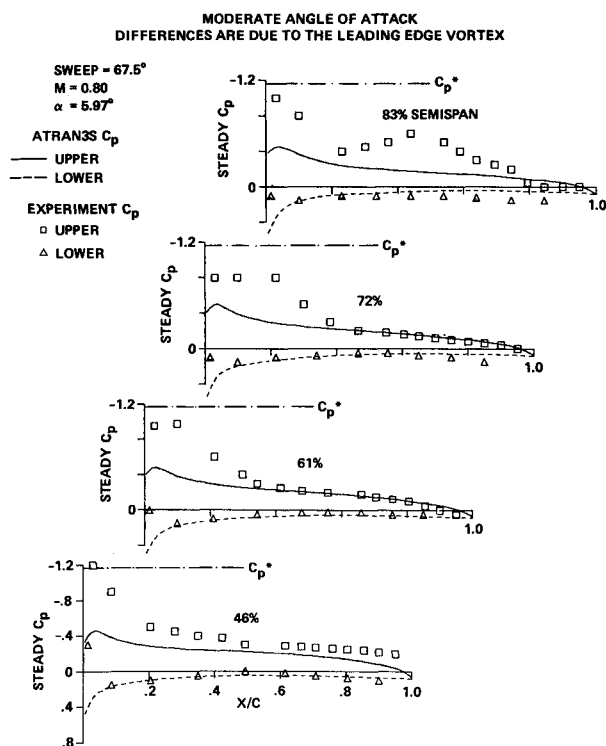 MODERATE ANGLE OF ATTACK
DIFFERENCES ARE DUE TO THE LEADING EDGE VORTEX
SWEEP = 67.5°
M = 0.80
α = 5.97°
ATRAN3S Cp
UPPER
LOWER
EXPERIMENT Cp
UPPER
LOWER
-1.2
Cp*
83% SEMISPAN
STEADY Cp
0
1.0
-1.2
Cp*
72%
STEADY Cp
0
1.0
-1.2
Cp*
61%
STEADY Cp
0
1.0
-1.2
Cp*
-.8
46%
STEADY Cp
-.4
0
.2
.4
.6
.8
1.0
X/C
.4
.8